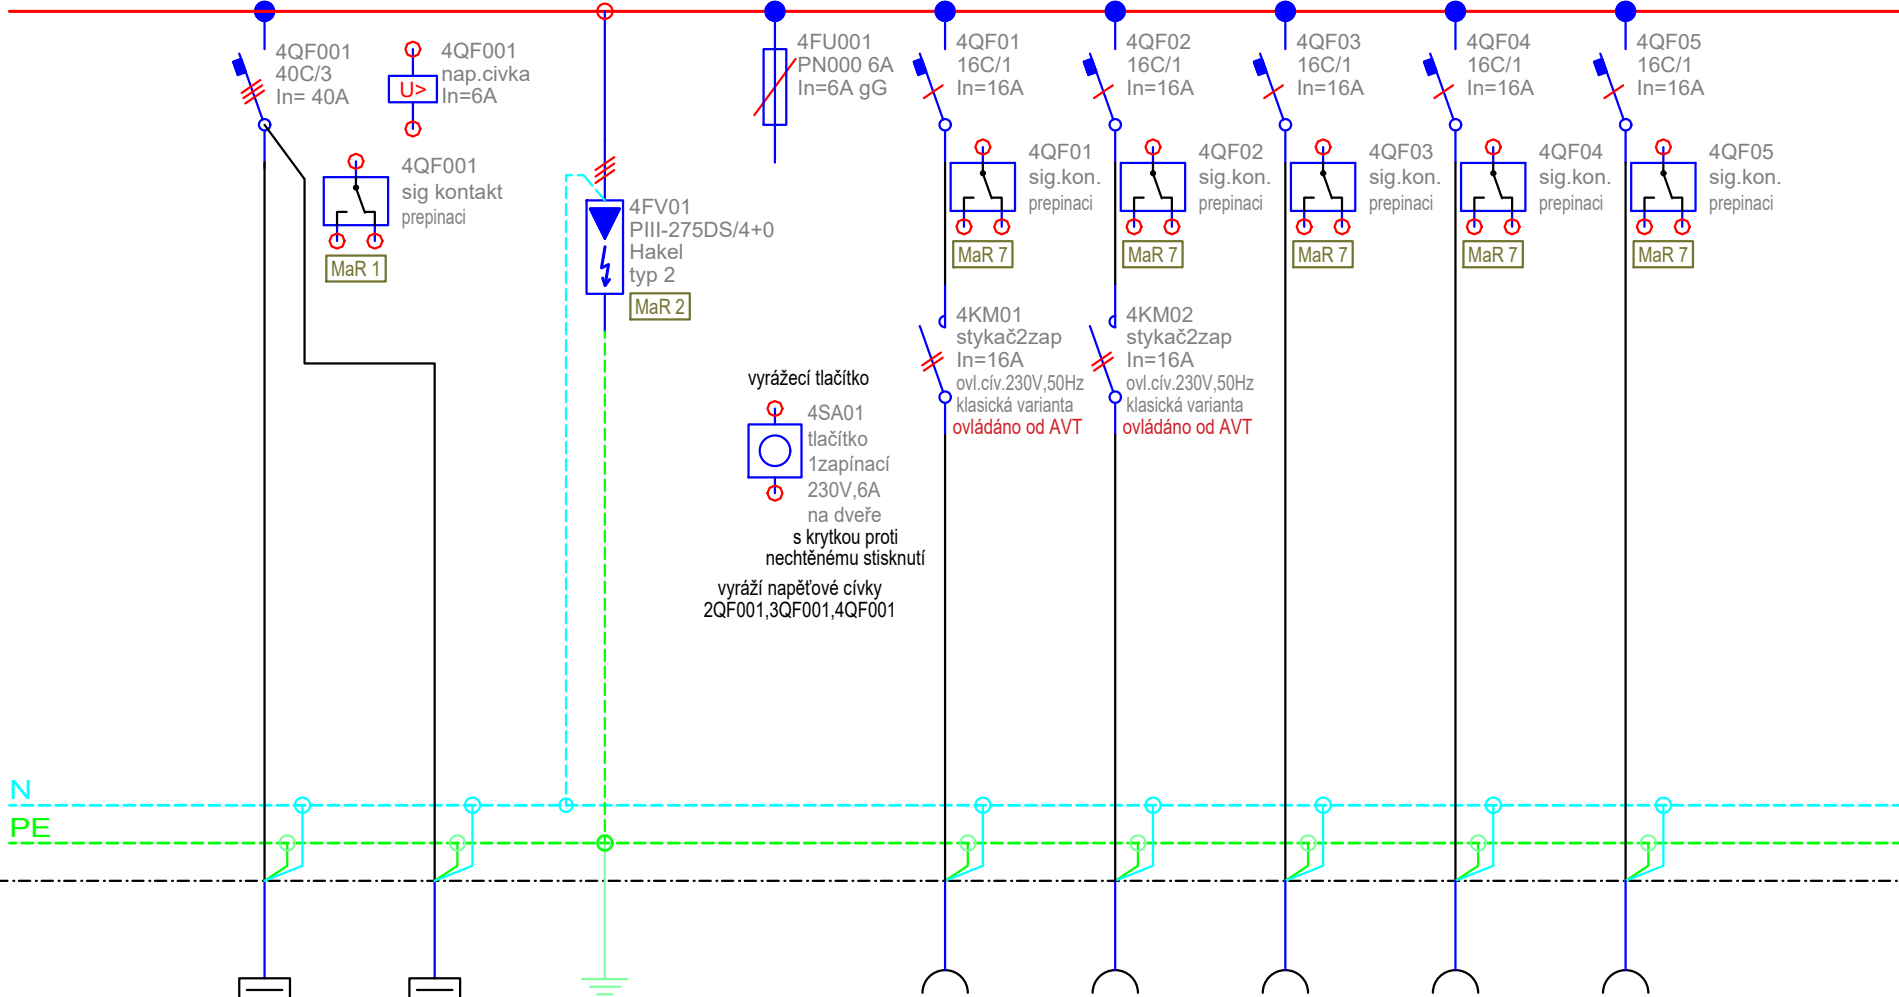 4QF001
40C/3
In= 40A
4QF001
nap.civka
In=6A
U>
4QF001
sig kontakt
prepinaci
MaR 1
4FV01
PIII-275DS/4+0
Hakel
typ 2
MaR 2
4FU001
PN000 6A
In=6A gG
vyrážecí tlačítko
4SA01
tlačítko
1zapínací
230V,6A
na dveře
s krytkou proti
nechtěnému stisknutí
vyráží napěťové cívky
2QF001,3QF001,4QF001
4QF01
16C/1
In=16A
4QF01
sig.kon.
prepinaci
MaR 7
4KM01
stykač2zap
In=16A
ovl.cív.230V,50Hz
klasická varianta
ovládáno od AVT
4QF02
16C/1
In=16A
4QF02
sig.kon.
prepinaci
MaR 7
4KM02
stykač2zap
In=16A
ovl.cív.230V,50Hz
klasická varianta
ovládáno od AVT
4QF03
16C/1
In=16A
4QF03
sig.kon.
prepinaci
MaR 7
4QF04
16C/1
In=16A
4QF04
sig.kon.
prepinaci
MaR 7
4QF05
16C/1
In=16A
4QF05
sig.kon.
prepinaci
MaR 7
N
PE